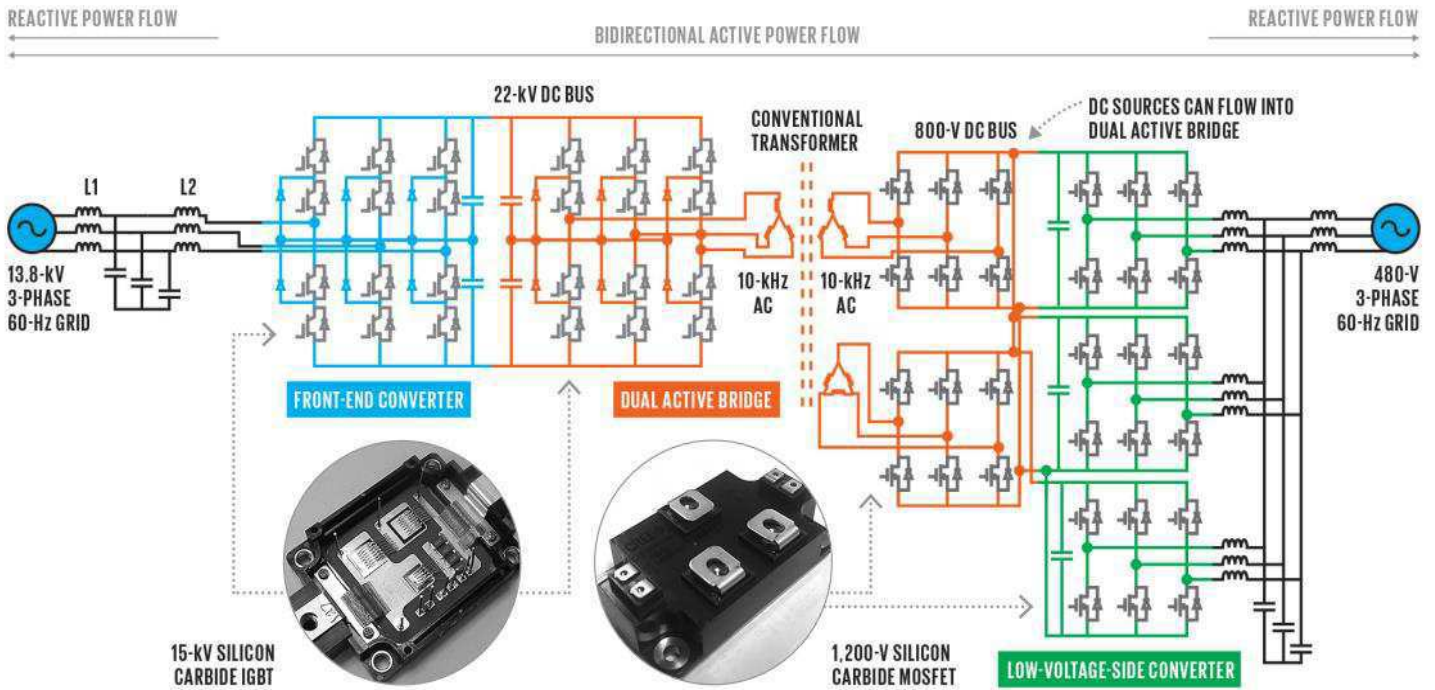 REACTIVE POWER FLOW
BIDIRECTIONAL ACTIVE POWER FLOW
REACTIVE POWER FLOW
22-kV DC BUS
CONVENTIONAL
TRANSFORMER
800-V DC BUS
DC SOURCES CAN FLOW INTO
DUAL ACTIVE BRIDGE
L1
L2
13.8-kV
3-PHASE
60-Hz GRID
10-kHz
AC
10-kHz
AC
480-V
3-PHASE
60-Hz GRID
FRONT-END CONVERTER
DUAL ACTIVE BRIDGE
15-kV SILICON
CARBIDE IGBT
1,200-V SILICON
CARBIDE MOSFET
LOW-VOLTAGE-SIDE CONVERTER